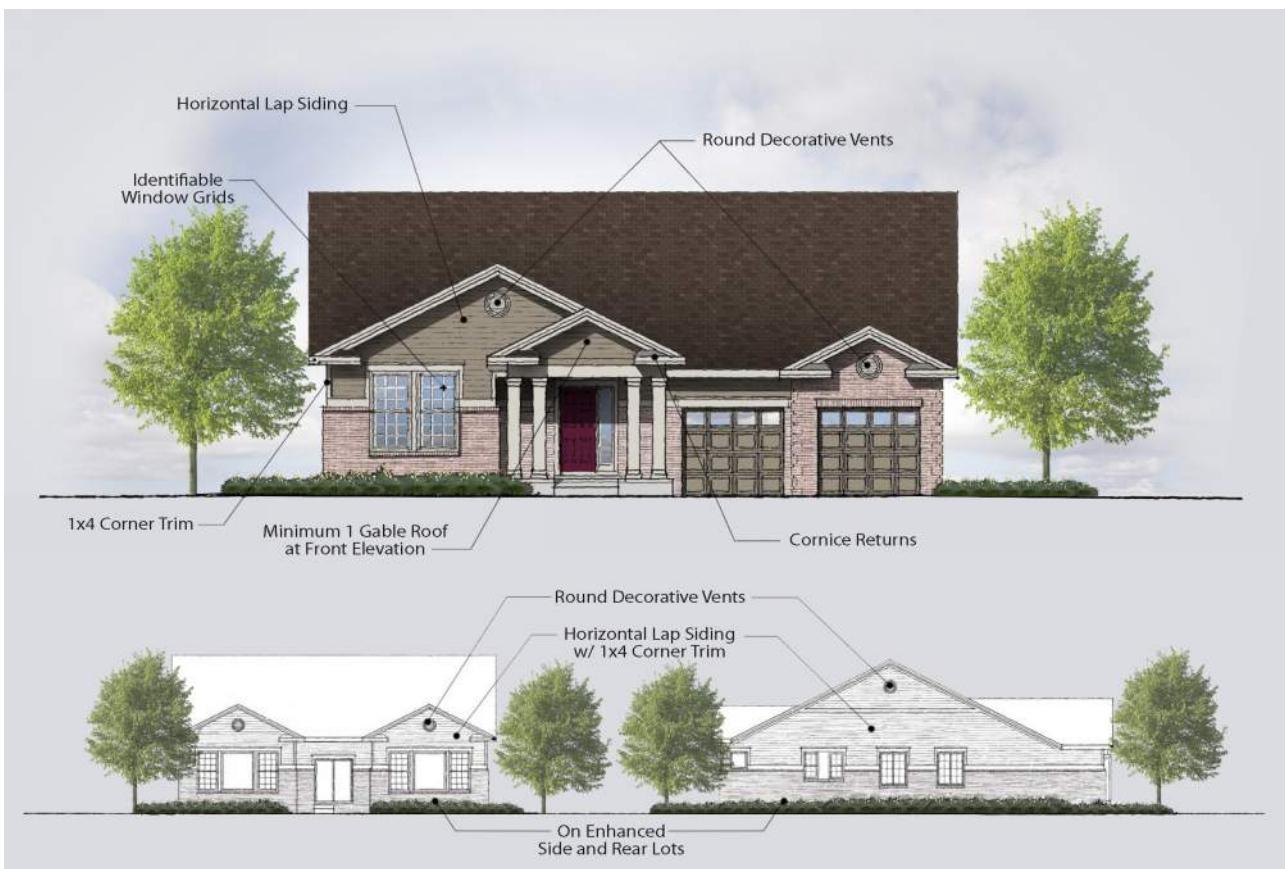 Horizontal Lap Siding
Round Decorative Vents
Identifiable
Window Grids
1x4 Corner Trim
Minimum 1 Gable Roof
at Front Elevation
Cornice Returns
Round Decorative Vents
Horizontal Lap Siding
w/ 1x4 Corner Trim
On Enhanced
Side and Rear Lots